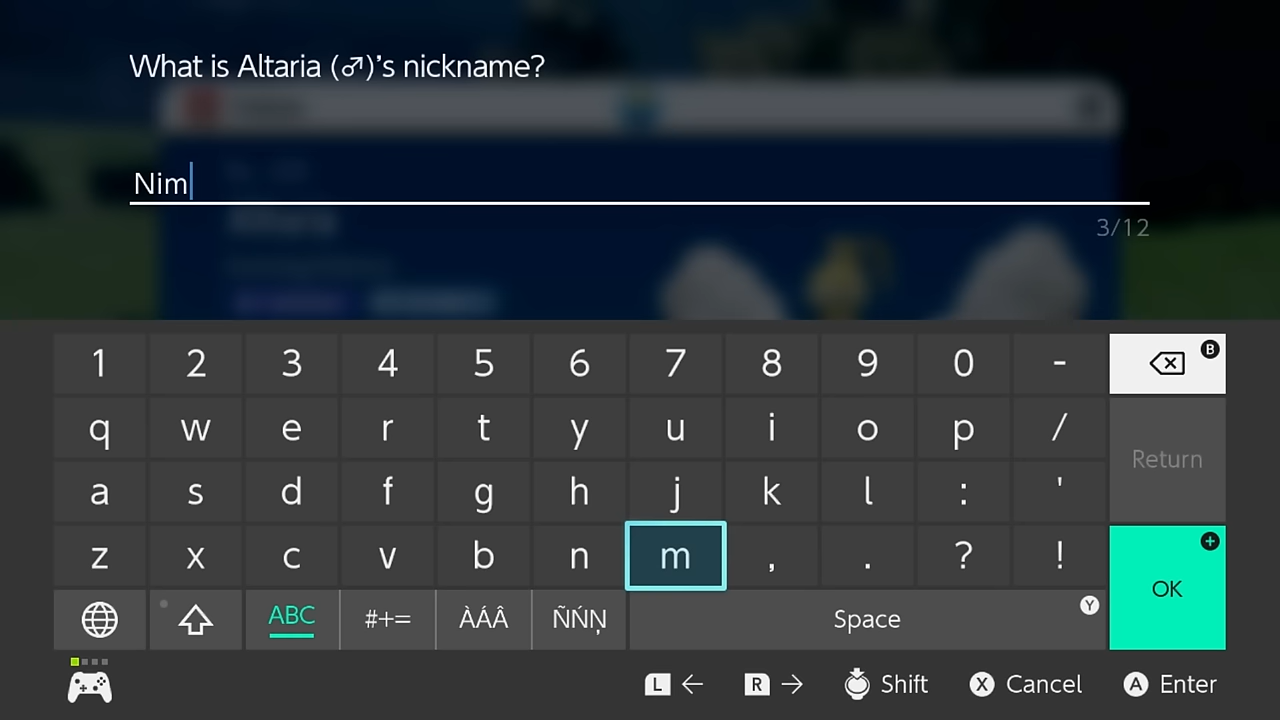 What is Altaria (♂)'s nickname?
Nim
3/12
1 2 3 4 5 6 7 8 9 0 - B
q w e r t y u i o p / Return
a s d f g h j k l : '
z x c v b n m , . ? ! + OK
ABC #+= ÀÁÂ ÑŃŅ Space Y
L ← R → Shift X Cancel A Enter